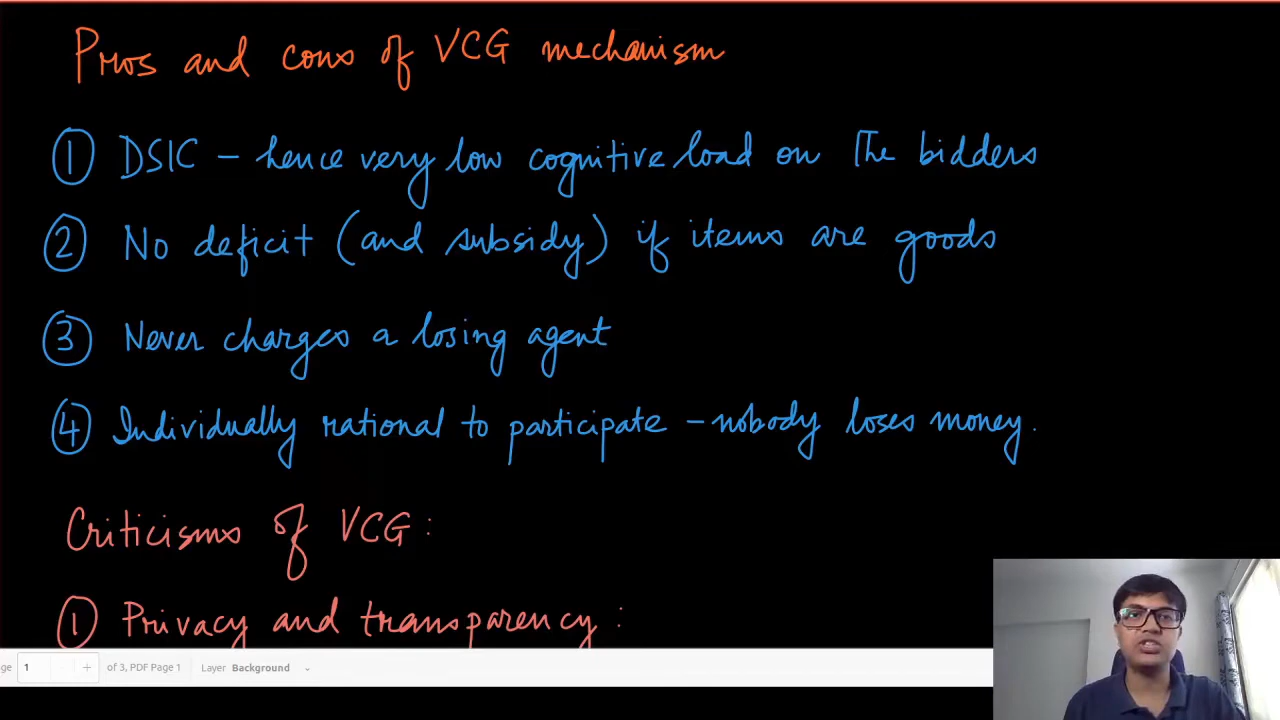 Pros and cons of VCG mechanism
① DSIC – hence very low cognitive load on the bidders
② No deficit (and subsidy) if items are goods
③ Never charges a losing agent
④ Individually rational to participate – nobody loses money.
Criticisms of VCG :
① Privacy and transparency :
ge 1 + of 3, PDF Page 1 Layer Background